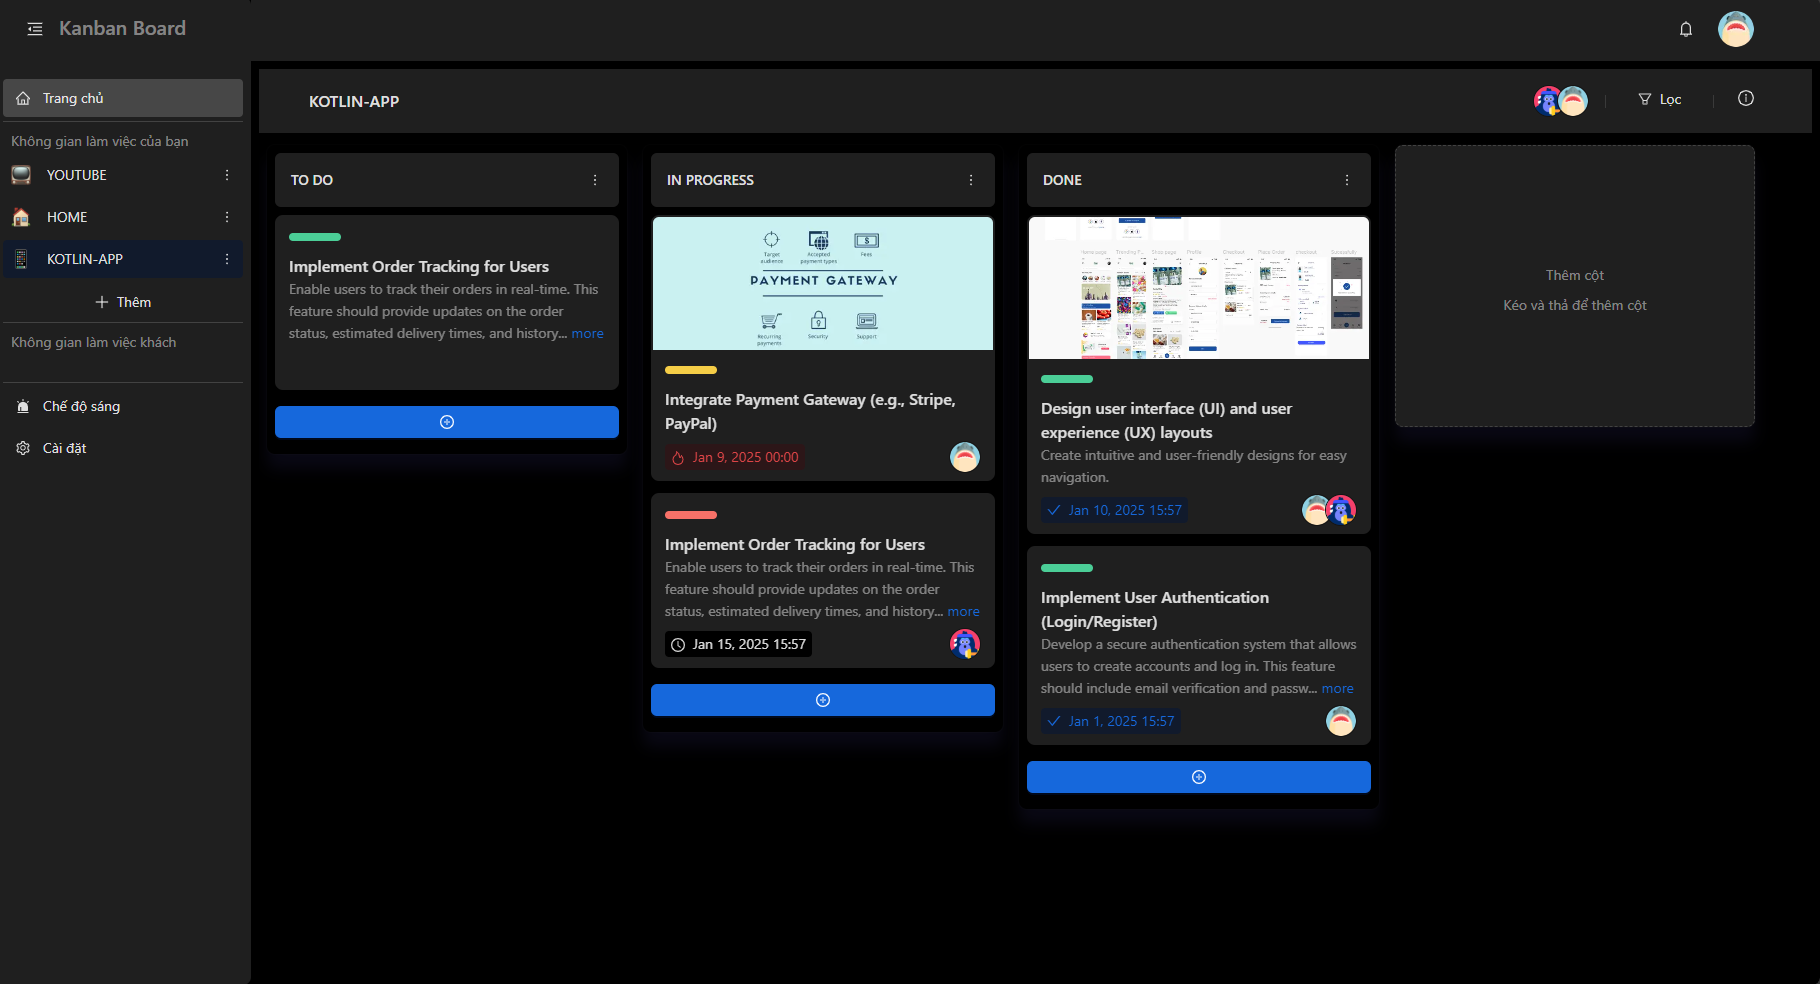 Kanban Board
Trang chủ
Không gian làm việc của bạn
YOUTUBE
HOME
KOTLIN-APP
Thêm
Không gian làm việc khách
Chế độ sáng
Cài đặt
KOTLIN-APP
Lọc
TO DO
Implement Order Tracking for Users
Enable users to track their orders in real-time. This
feature should provide updates on the order
status, estimated delivery times, and history... more
IN PROGRESS
Target
audience
Accepted
payment types
Fees
PAYMENT GATEWAY
Recurring
payments
Security
Support
Integrate Payment Gateway (e.g., Stripe,
PayPal)
Jan 9, 2025 00:00
Implement Order Tracking for Users
Enable users to track their orders in real-time. This
feature should provide updates on the order
status, estimated delivery times, and history... more
Jan 15, 2025 15:57
DONE
Home page
Profile
Checkout
Place Order
Design user interface (UI) and user
experience (UX) layouts
Create intuitive and user-friendly designs for easy
navigation.
Jan 10, 2025 15:57
Implement User Authentication
(Login/Register)
Develop a secure authentication system that allows
users to create accounts and log in. This feature
should include email verification and passw... more
Jan 1, 2025 15:57
Thêm cột
Kéo và thả để thêm cột